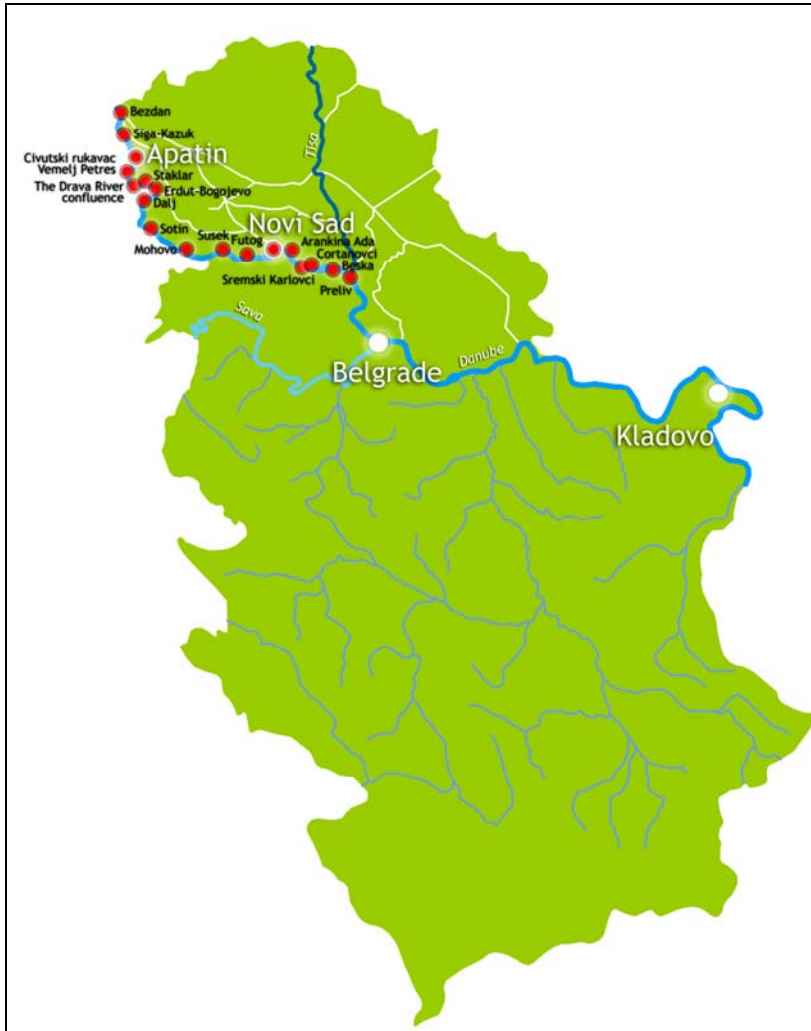 Bezdan
Siga-Kazuk
Tisa
Civutski rukavac
Apatin
Vemelj Petres
Staklar
The Drava River
confluence
Erdut-Bogojevo
Dalj
Sotin
Novi Sad
Mohovo
Susek
Futog
Arankina Ada
Cortanovci
Beska
Sremski Karlovci
Preliv
Sava
Belgrade
Danube
Kladovo